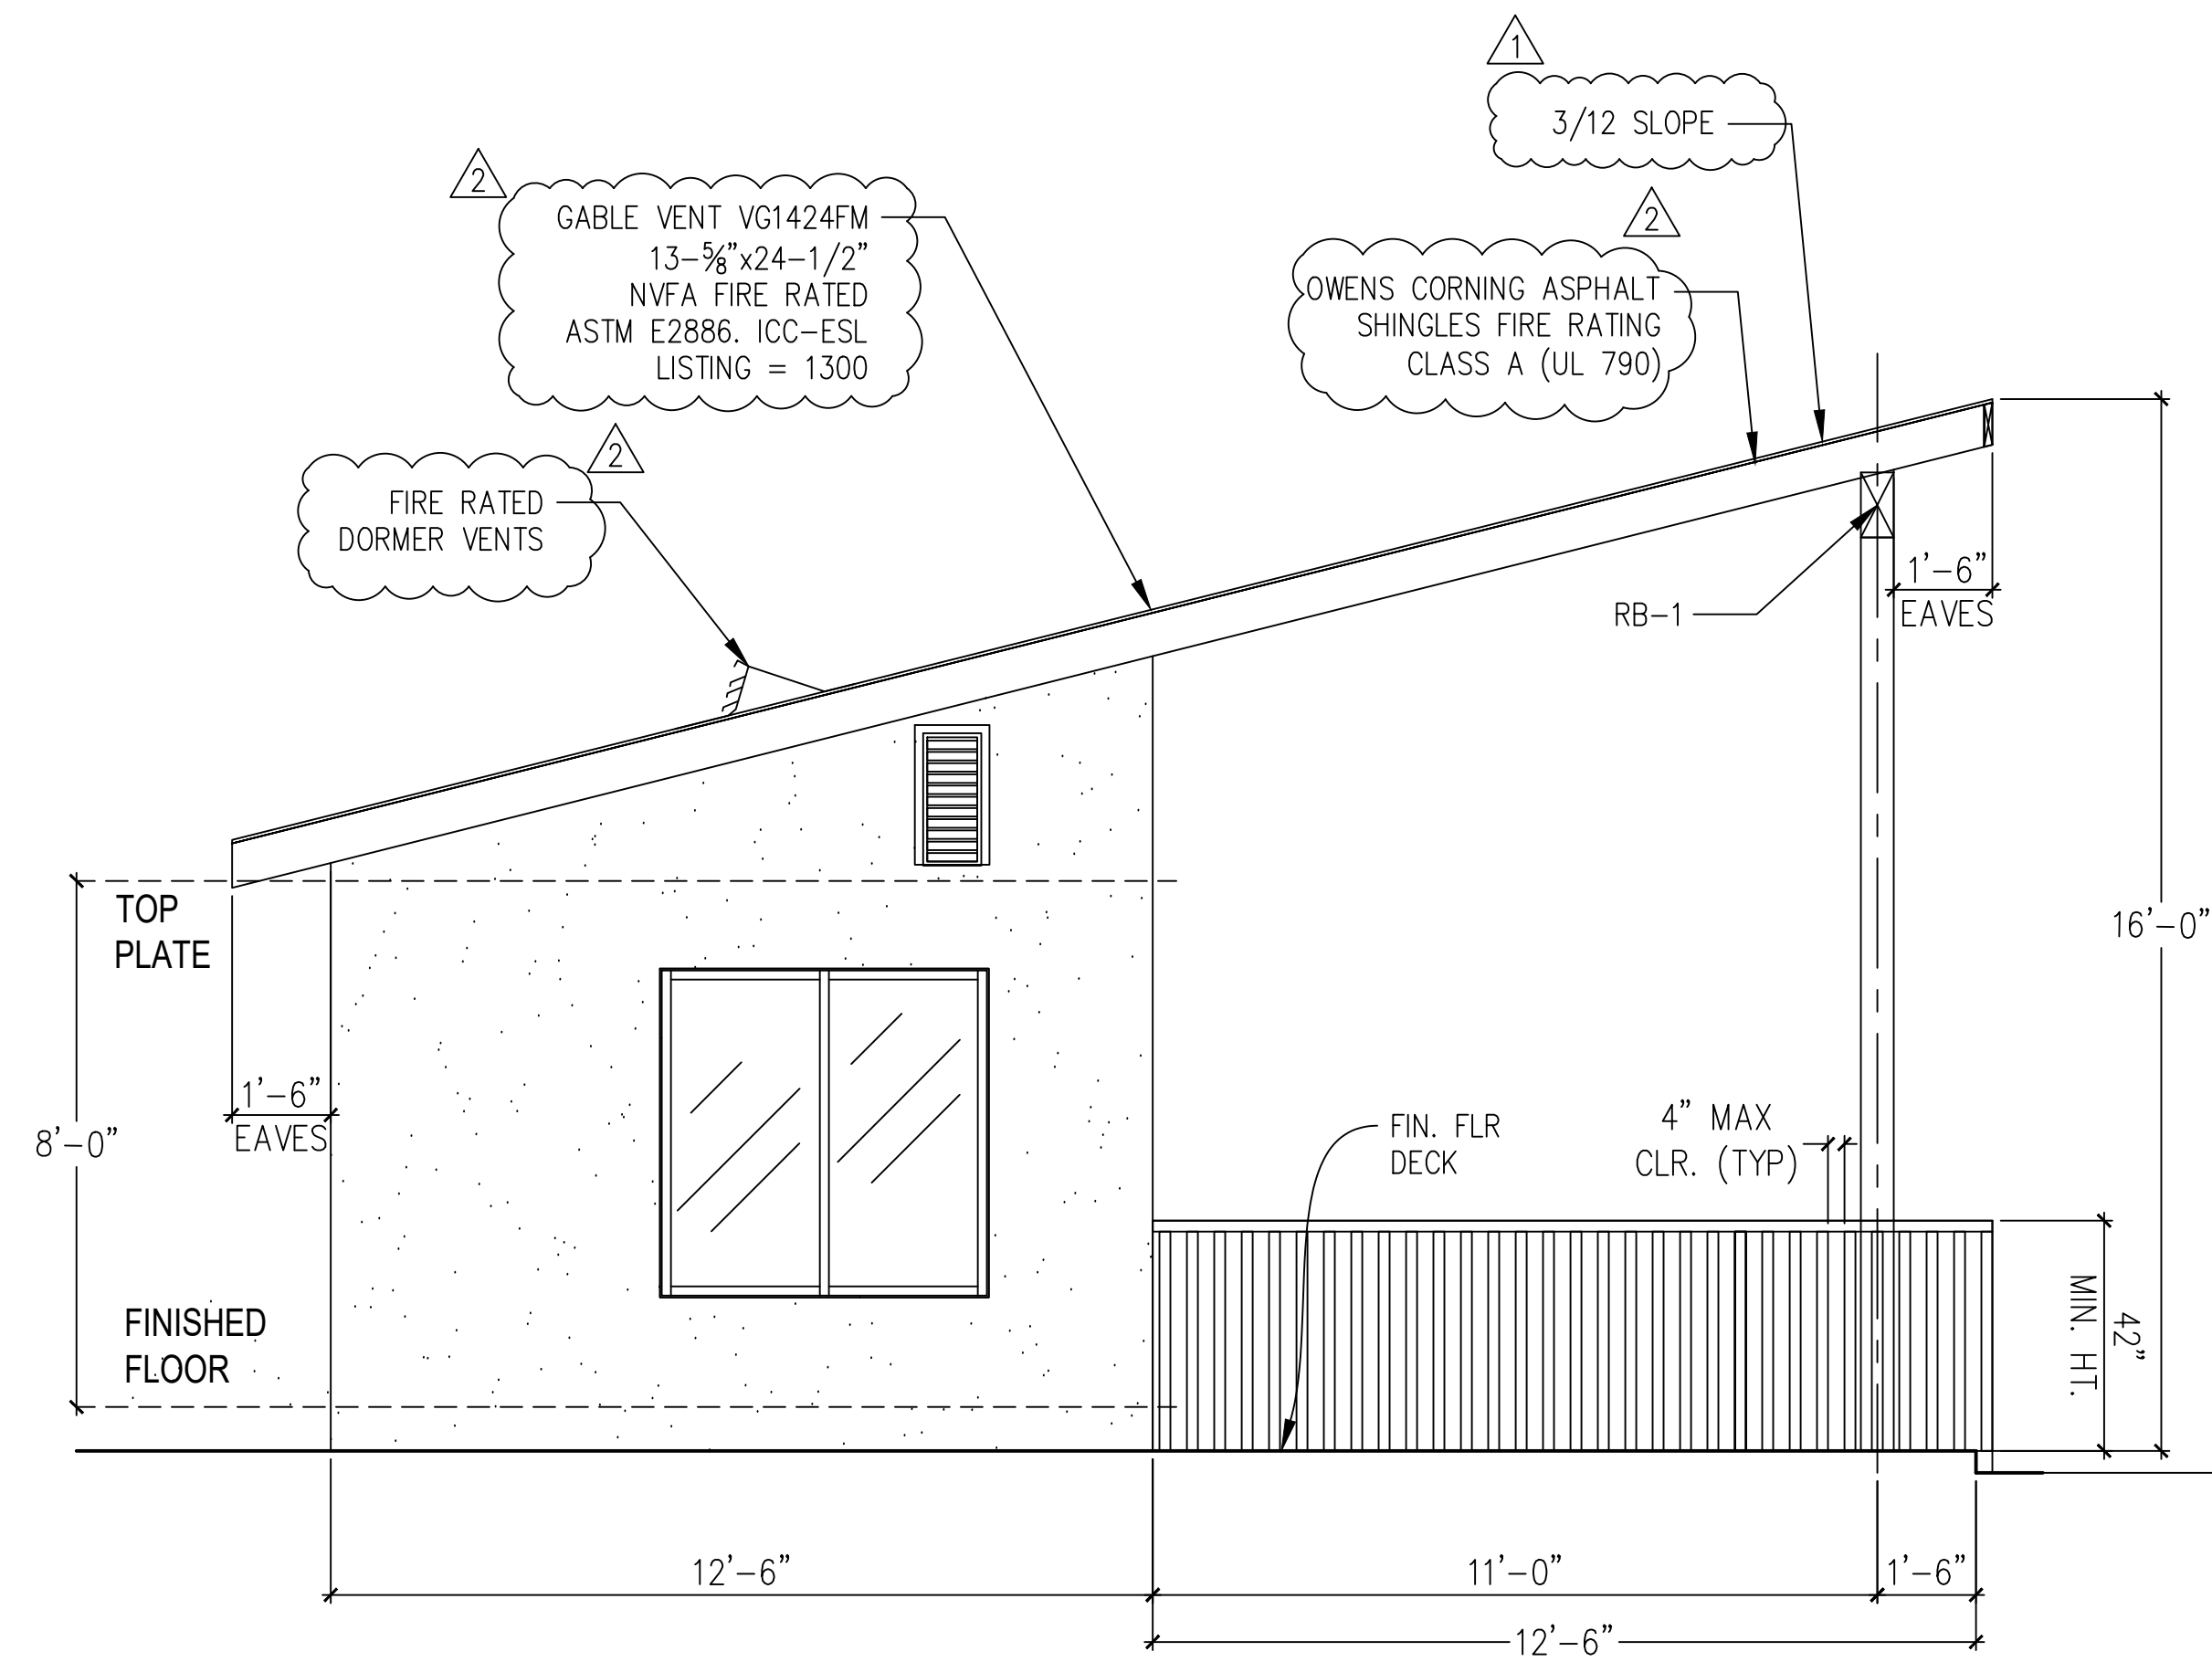 1
3/12 SLOPE
2
GABLE VENT VG1424FM
13-⅝"x24-1/2"
NVFA FIRE RATED
ASTM E2886. ICC-ESL
LISTING = 1300
2
OWENS CORNING ASPHALT
SHINGLES FIRE RATING
CLASS A (UL 790)
2
FIRE RATED
DORMER VENTS
1'-6"
EAVES
RB-1
TOP
PLATE
16'-0"
1'-6"
EAVES
8'-0"
FIN. FLR
DECK
4" MAX
CLR. (TYP)
42"
MIN. HT.
FINISHED
FLOOR
12'-6"
11'-0"
1'-6"
12'-6"